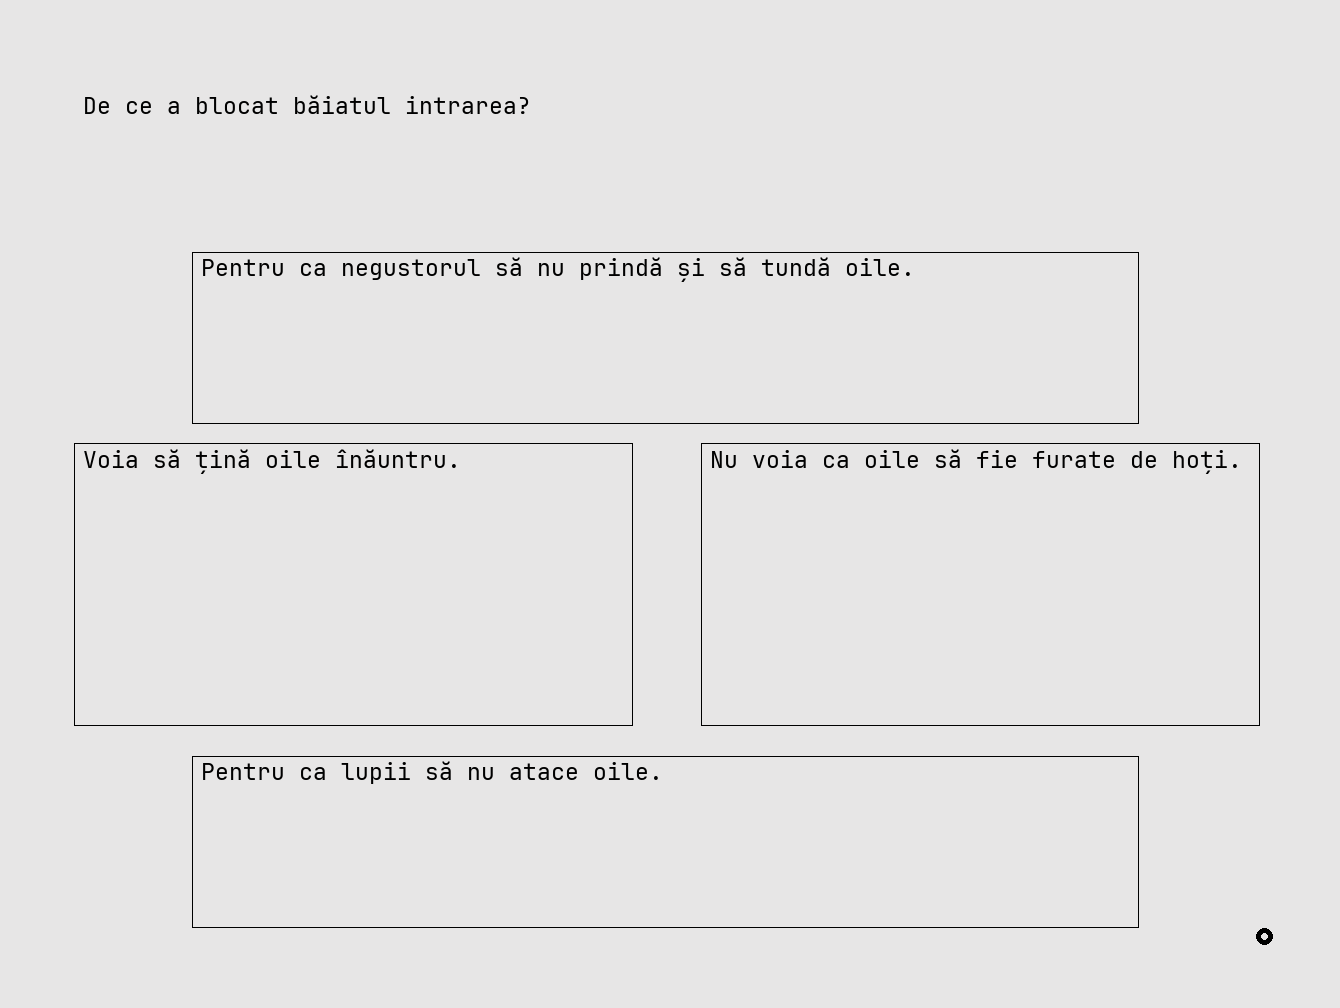 De ce a blocat băiatul intrarea?
Pentru ca negustorul să nu prindă și să tundă oile.
Voia să țină oile înăuntru.
Nu voia ca oile să fie furate de hoți.
Pentru ca lupii să nu atace oile.